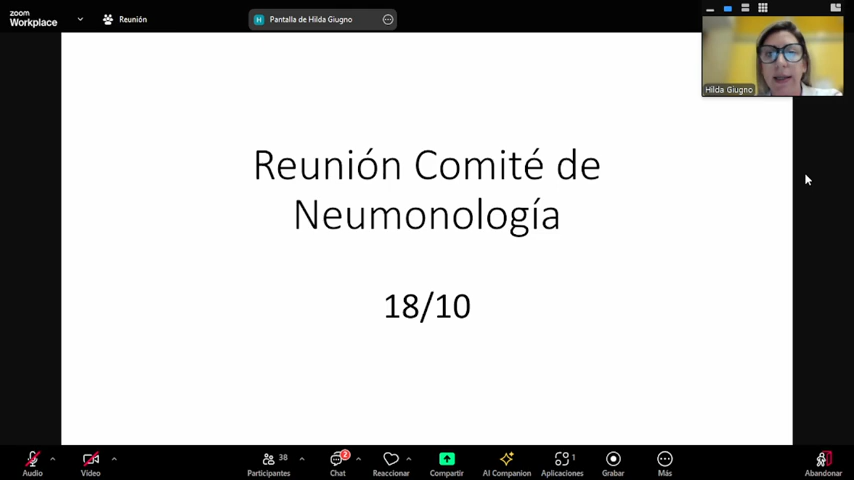 zoom
Workplace
Reunión
H Pantalla de Hilda Giugno
Hilda Giugno
Reunión Comité de
Neumonología
18/10
Audio
Video
38
Participantes
2
Chat
Reaccionar
Compartir
AI Companion
1
Aplicaciones
Grabar
Más
Abandonar